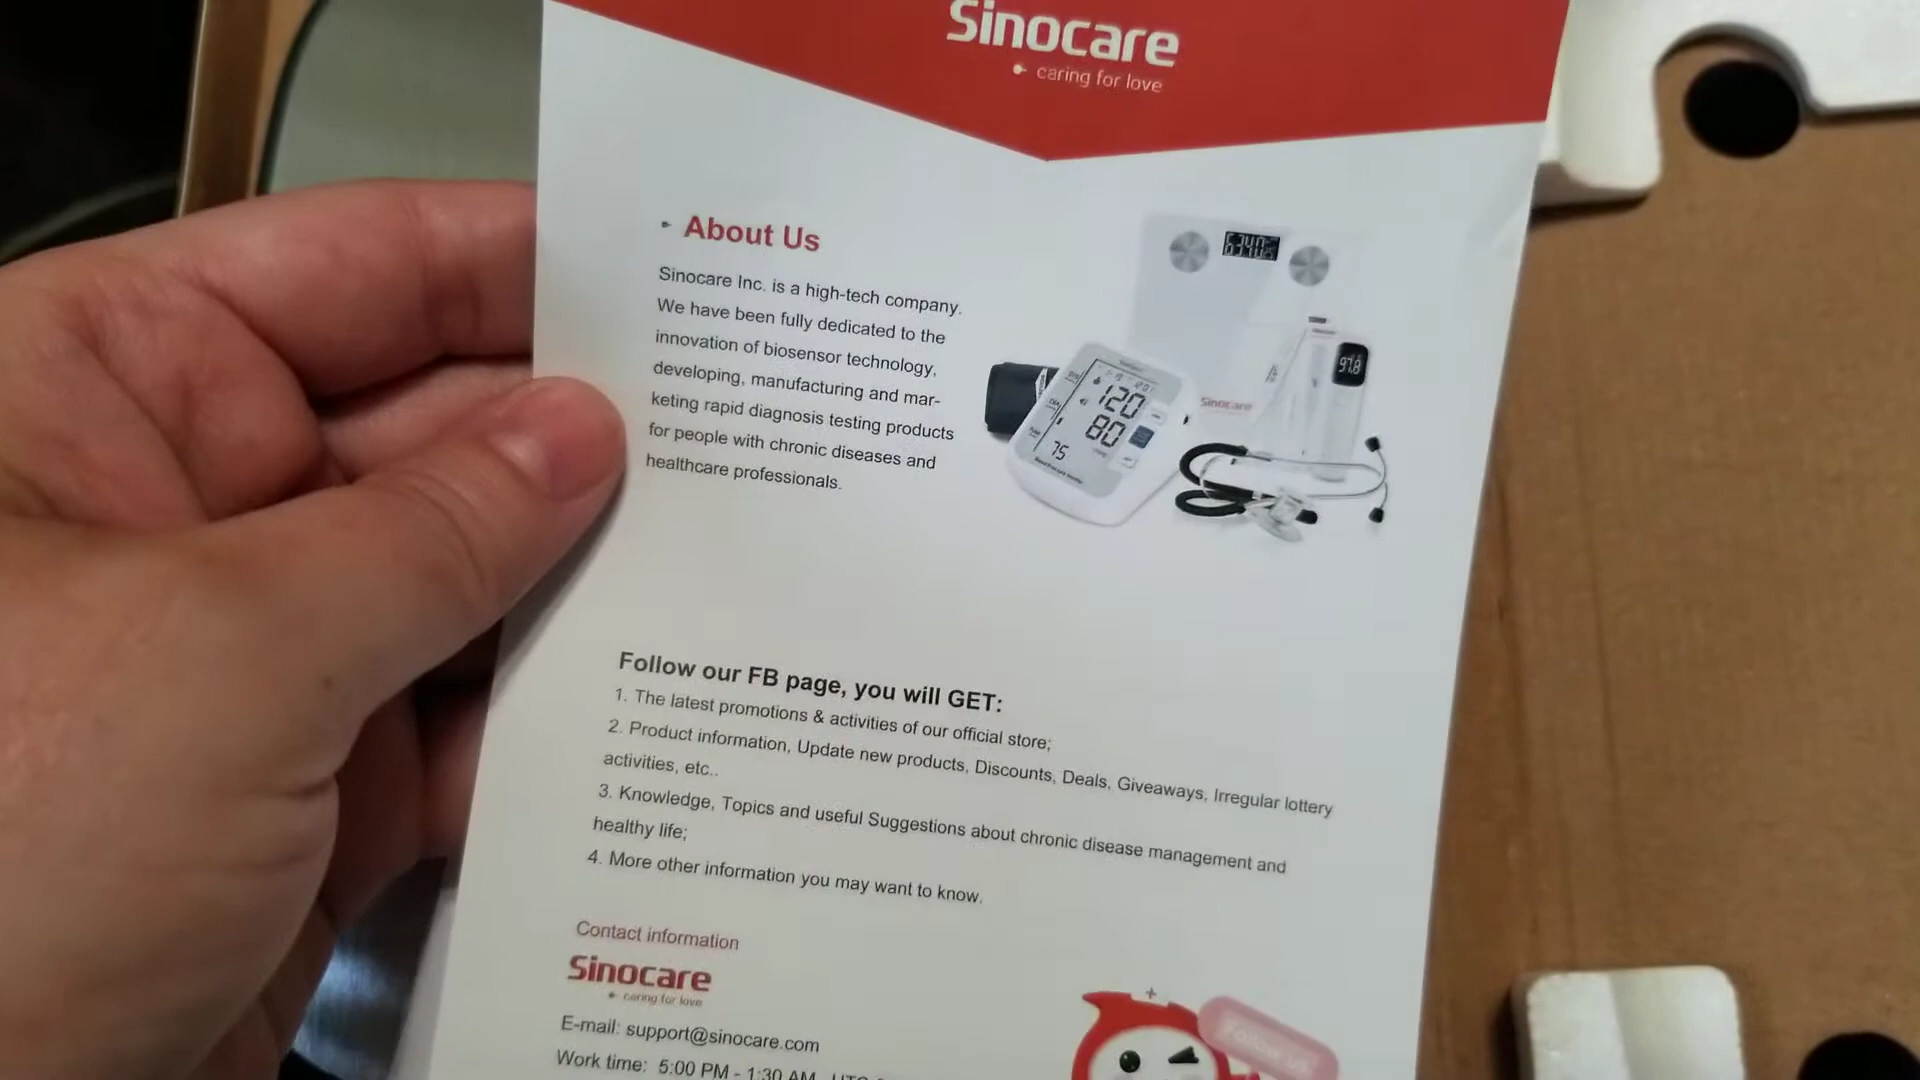 Sinocare
caring for love
About Us
Sinocare Inc. is a high-tech company.
We have been fully dedicated to the
innovation of biosensor technology,
developing, manufacturing and mar-
keting rapid diagnosis testing products
for people with chronic diseases and
healthcare professionals.
120
80
75
97.8
Sinocare
Follow our FB page, you will GET:
1. The latest promotions & activities of our official store;
2. Product information, Update new products, Discounts, Deals, Giveaways, Irregular lottery
activities, etc..
3. Knowledge, Topics and useful Suggestions about chronic disease management and
healthy life;
4. More other information you may want to know.
Contact information
Sinocare
caring for love
E-mail: support@sinocare.com
Work time: 5:00 PM - 1:30 AM